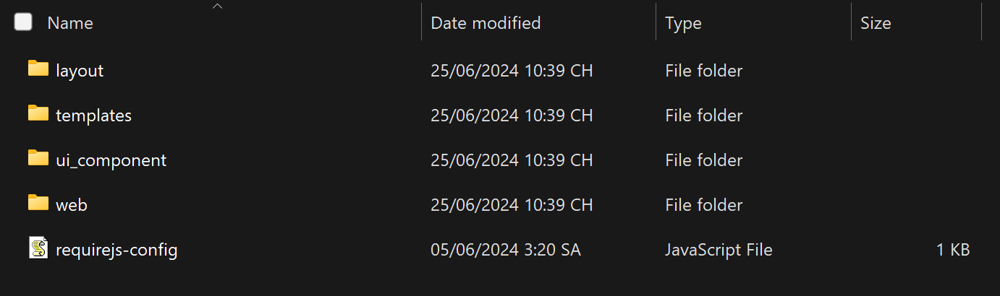 Name Date modified Type Size
layout 25/06/2024 10:39 CH File folder
templates 25/06/2024 10:39 CH File folder
ui_component 25/06/2024 10:39 CH File folder
web 25/06/2024 10:39 CH File folder
requirejs-config 05/06/2024 3:20 SA JavaScript File 1 KB